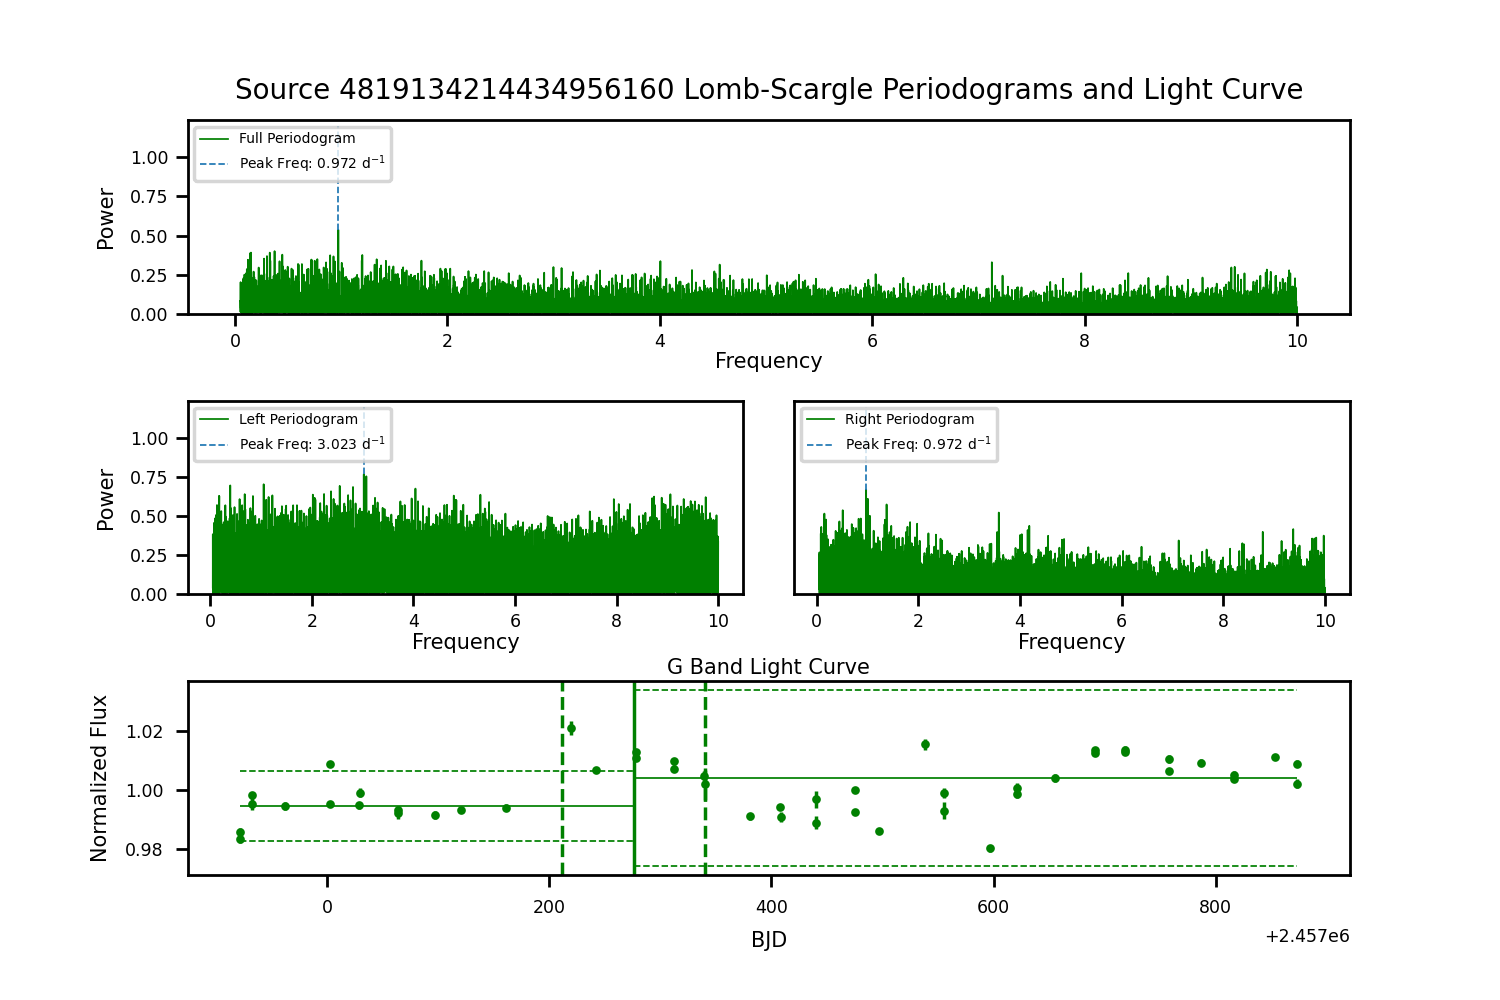 Source 4819134214434956160 Lomb-Scargle Periodograms and Light Curve
Full Periodogram
Peak Freq: 0.972 d⁻¹
Power
1.00
0.75
0.50
0.25
0.00
0 2 4 6 8 10
Frequency
Left Periodogram
Peak Freq: 3.023 d⁻¹
Power
1.00
0.75
0.50
0.25
0.00
0 2 4 6 8 10
Frequency
Right Periodogram
Peak Freq: 0.972 d⁻¹
0 2 4 6 8 10
Frequency
G Band Light Curve
Normalized Flux
1.02
1.00
0.98
0 200 400 600 800
BJD
+2.457e6